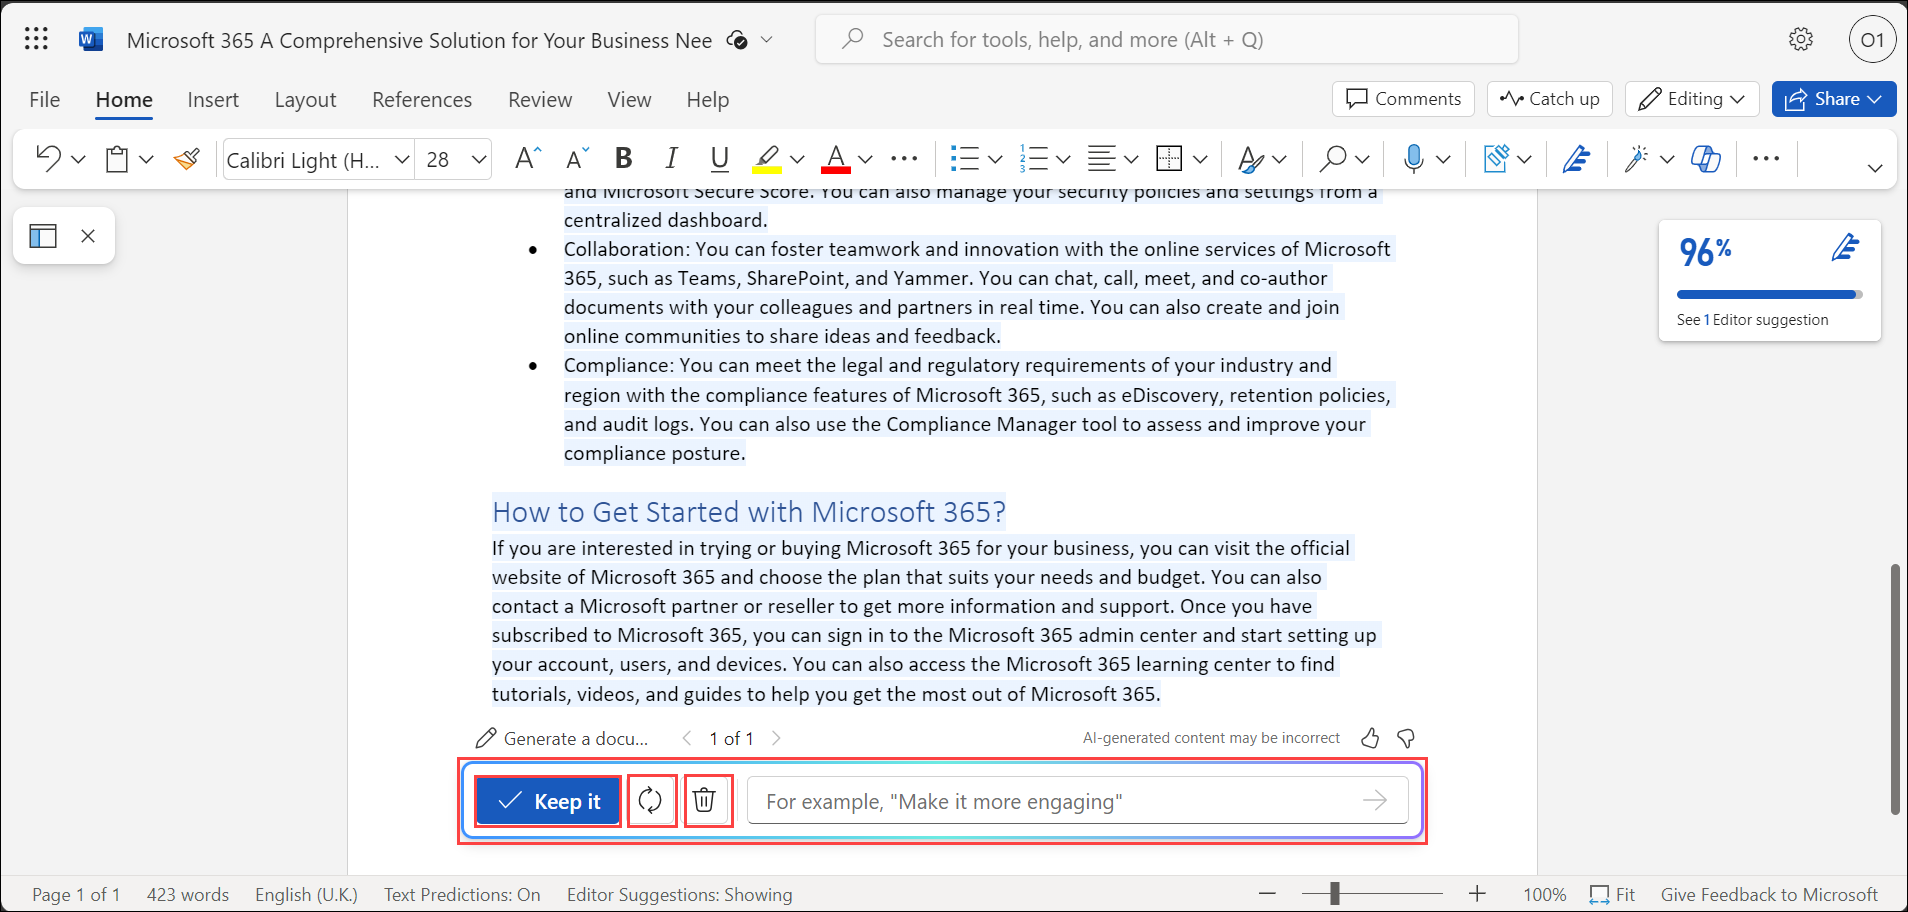 Microsoft 365 A Comprehensive Solution for Your Business Nee
Search for tools, help, and more (Alt + Q)
O1
File Home Insert Layout References Review View Help
Comments Catch up Editing Share
Calibri Light (H... 28
and Microsoft Secure Score. You can also manage your security policies and settings from a
centralized dashboard.
• Collaboration: You can foster teamwork and innovation with the online services of Microsoft
365, such as Teams, SharePoint, and Yammer. You can chat, call, meet, and co-author
documents with your colleagues and partners in real time. You can also create and join
online communities to share ideas and feedback.
• Compliance: You can meet the legal and regulatory requirements of your industry and
region with the compliance features of Microsoft 365, such as eDiscovery, retention policies,
and audit logs. You can also use the Compliance Manager tool to assess and improve your
compliance posture.
96%
See 1 Editor suggestion
How to Get Started with Microsoft 365?
If you are interested in trying or buying Microsoft 365 for your business, you can visit the official
website of Microsoft 365 and choose the plan that suits your needs and budget. You can also
contact a Microsoft partner or reseller to get more information and support. Once you have
subscribed to Microsoft 365, you can sign in to the Microsoft 365 admin center and start setting up
your account, users, and devices. You can also access the Microsoft 365 learning center to find
tutorials, videos, and guides to help you get the most out of Microsoft 365.
Generate a docu... 1 of 1 AI-generated content may be incorrect
Keep it For example, "Make it more engaging"
Page 1 of 1 423 words English (U.K.) Text Predictions: On Editor Suggestions: Showing 100% Fit Give Feedback to Microsoft